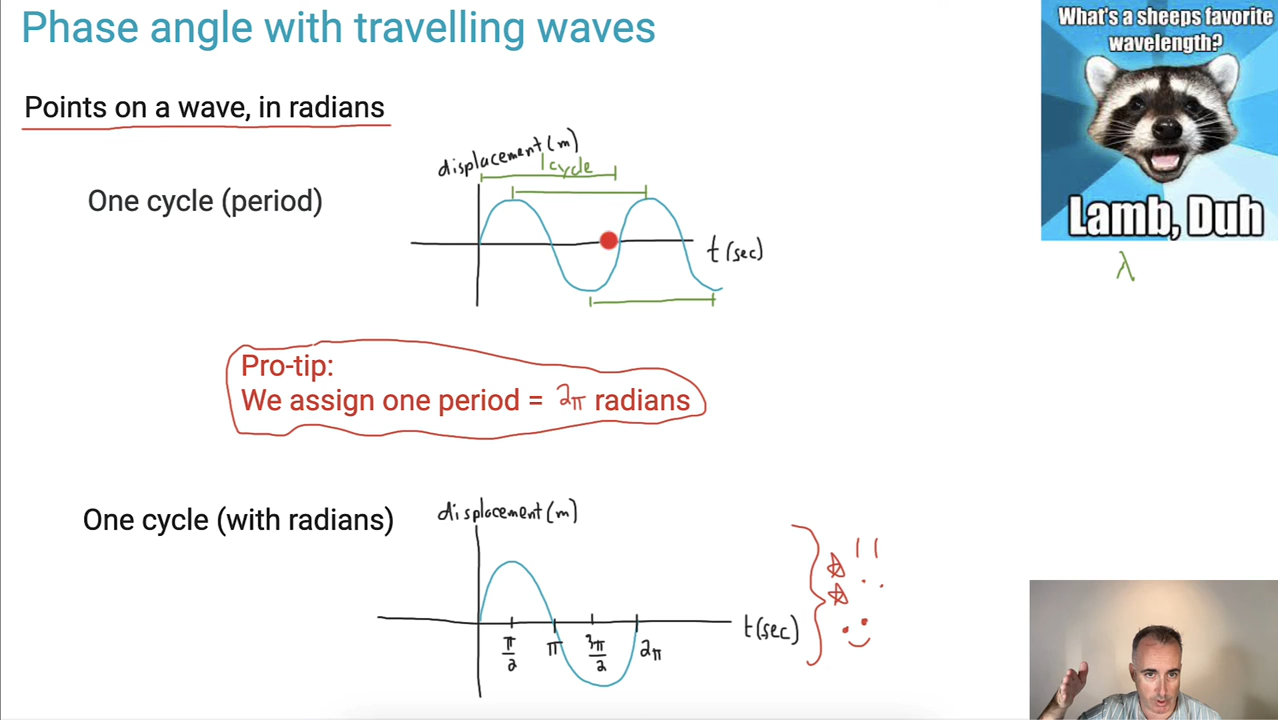 Phase angle with travelling waves
What's a sheeps favorite
wavelength?
Lamb, Duh
λ
Points on a wave, in radians
displacement (m)
1 cycle
One cycle (period)
t (sec)
Pro-tip:
We assign one period = 2π radians
One cycle (with radians)
displacement (m)
t (sec)
π/2 π 3π/2 2π
!!